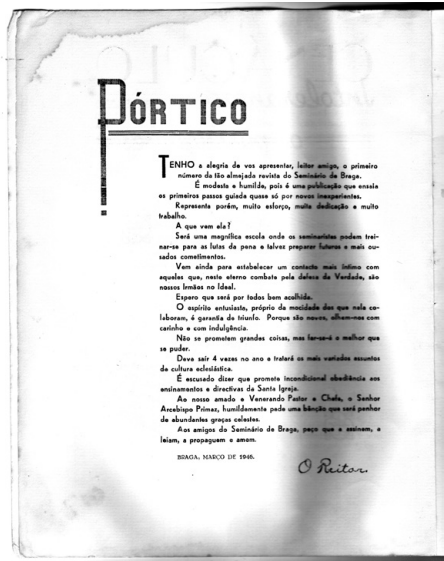 PÓRTICO
TENHO a alegria de vos apresentar, leitor amigo, o primeiro
número da tão almejada revista do Seminário de Braga.
É modesta e humilde, pois é uma publicação que ensaia
os primeiros passos guiada quase só por novos inexperientes.
Representa porém, muito esforço, muita dedicação e muito
trabalho.
A que vem ela?
Será uma magnífica escola onde os seminaristas podem trei-
nar-se para as lutas da pena e talvez preparar futuros e mais ou-
sados cometimentos.
Vem ainda para estabelecer um contacto mais íntimo com
aqueles que, neste eterno combate pela defesa da Verdade, são
nossos Irmãos no Ideal.
Espero que será por todos bem acolhida.
O espírito entusiasta, próprio da mocidade dos que nela co-
laboram, é garantia de triunfo. Porque são novos, olhem-nos com
carinho e com indulgência.
Não se prometem grandes coisas, mas far-se-á o melhor que
se puder.
Deve sair 4 vezes no ano e tratará os mais variados assuntos
de cultura eclesiástica.
É escusado dizer que promete incondicional obediência aos
ensinamentos e directivas da Santa Igreja.
Ao nosso amado e Venerando Pastor e Chefe, o Senhor
Arcebispo Primaz, humildemente pede uma bênção que será penhor
de abundantes graças celestes.
Aos amigos do Seminário de Braga, peço que a assinem, a
leiam, a propaguem e amem.
BRAGA, MARÇO DE 1946.
O Reitor